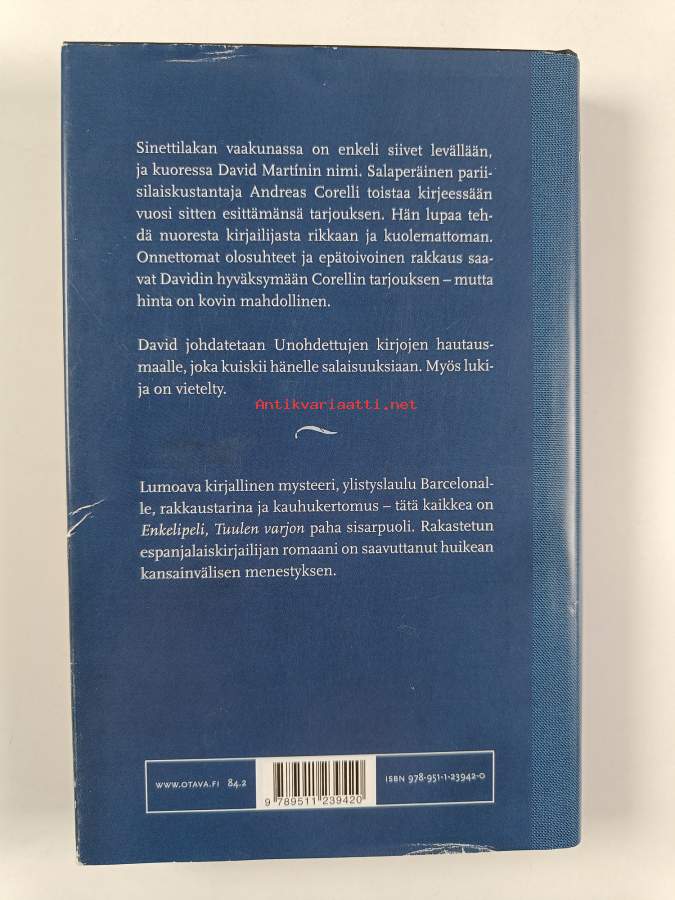 Sinettilakan vaakunassa on enkeli siivet levällään,
ja kuoressa David Martínin nimi. Salaperäinen parii-
silaiskustantaja Andreas Corelli toistaa kirjeessään
vuosi sitten esittämänsä tarjouksen. Hän lupaa teh-
dä nuoresta kirjailijasta rikkaan ja kuolemattoman.
Onnettomat olosuhteet ja epätoivoinen rakkaus saa-
vat Davidin hyväksymään Corellin tarjouksen – mutta
hinta on kovin mahdollinen.
David johdatetaan Unohdettujen kirjojen hautaus-
maalle, joka kuiskii hänelle salaisuuksiaan. Myös luki-
ja on vietelty.
Antikvariaatti.net
Lumoava kirjallinen mysteeri, ylistyslaulu Barcelonal-
le, rakkaustarina ja kauhukertomus – tätä kaikkea on
Enkelipeli, Tuulen varjon paha sisarpuoli. Rakastetun
espanjalaiskirjailijan romaani on saavuttanut huikean
kansainvälisen menestyksen.
WWW.OTAVA.FI 84.2
9 789511 239420
ISBN 978-951-1-23942-0